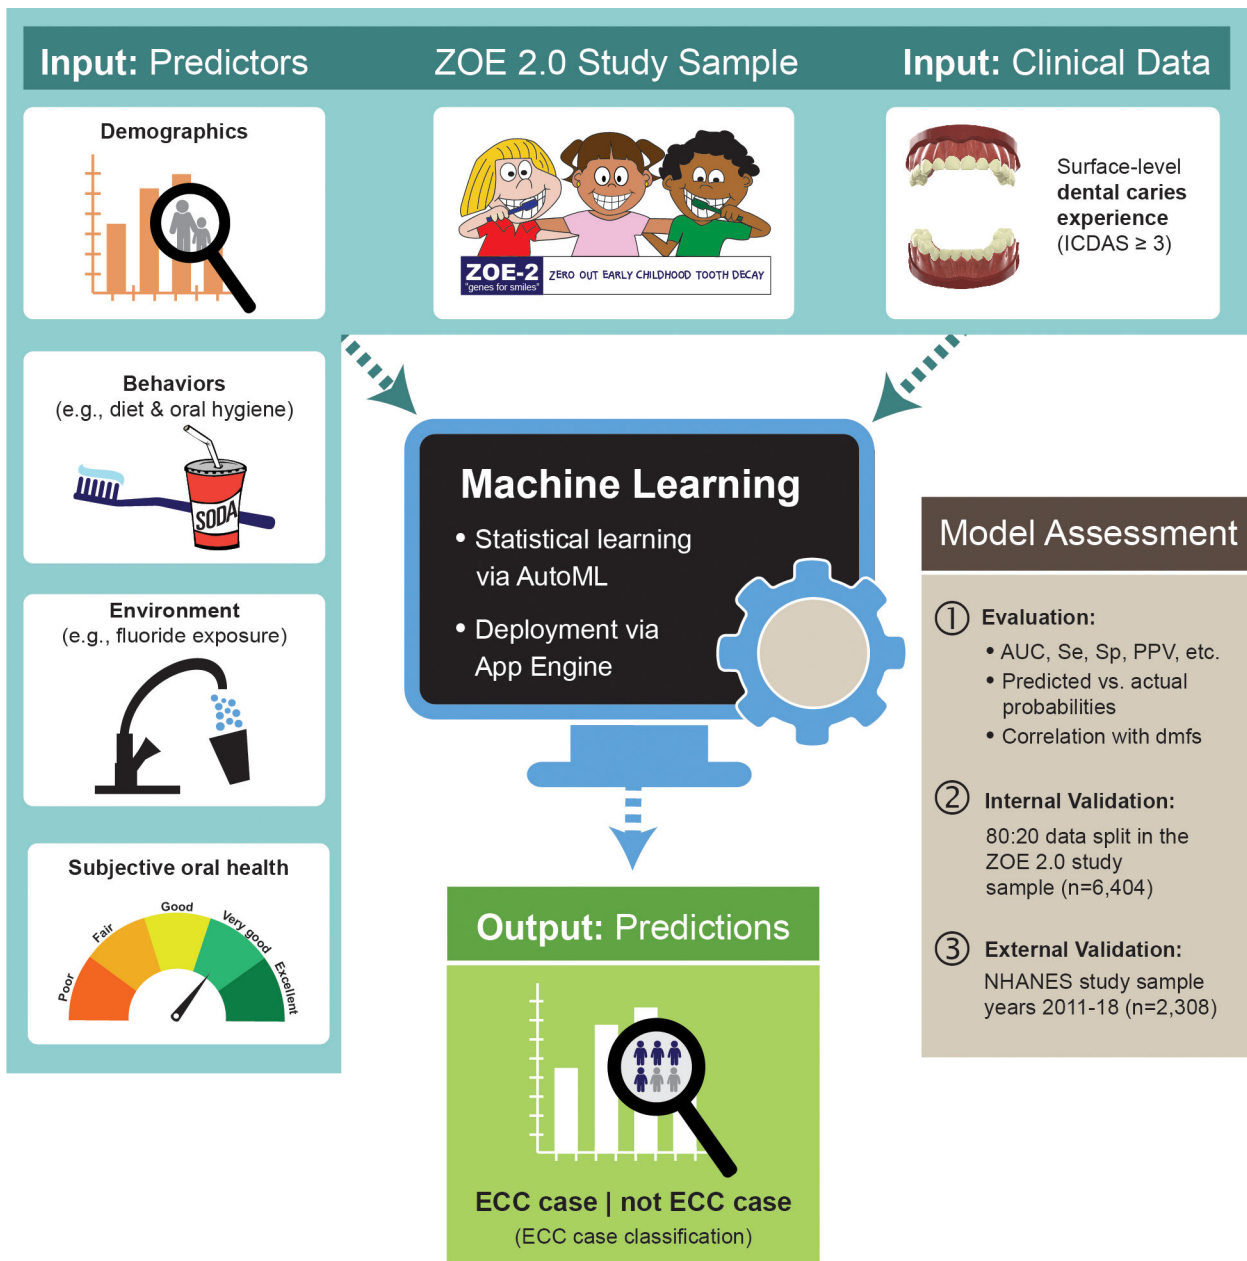 Input: Predictors
ZOE 2.0 Study Sample
Input: Clinical Data
Demographics
ZOE-2
"genes for smiles"
ZERO OUT EARLY CHILDHOOD TOOTH DECAY
Surface-level
dental caries
experience
(ICDAS ≥ 3)
Behaviors
(e.g., diet & oral hygiene)
SODA
Environment
(e.g., fluoride exposure)
Subjective oral health
Poor
Fair
Good
Very good
Excellent
Machine Learning
• Statistical learning
via AutoML
• Deployment via
App Engine
Output: Predictions
ECC case | not ECC case
(ECC case classification)
Model Assessment
① Evaluation:
• AUC, Se, Sp, PPV, etc.
• Predicted vs. actual
probabilities
• Correlation with dmfs
② Internal Validation:
80:20 data split in the
ZOE 2.0 study
sample (n=6,404)
③ External Validation:
NHANES study sample
years 2011-18 (n=2,308)